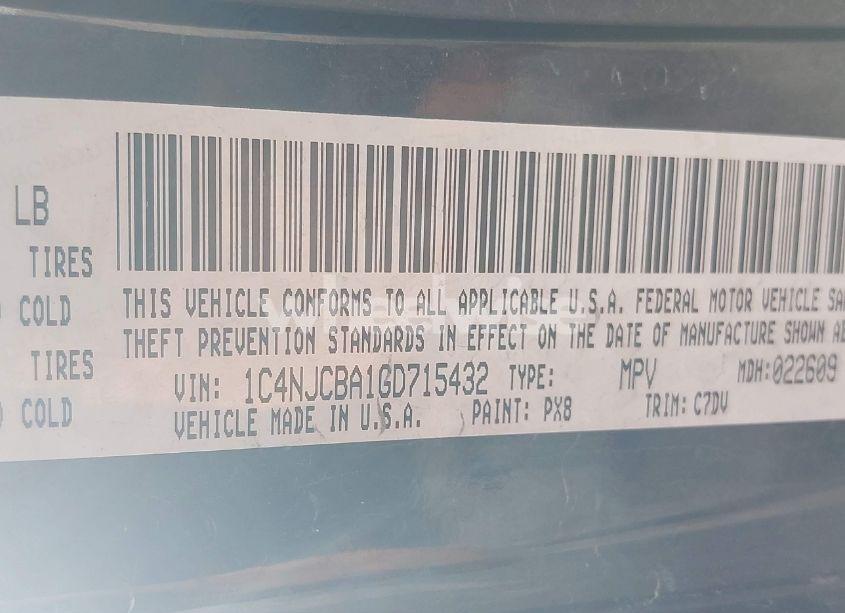 LB
TIRES
COLD
TIRES
COLD
THIS VEHICLE CONFORMS TO ALL APPLICABLE U.S.A. FEDERAL MOTOR VEHICLE
THEFT PREVENTION STANDARDS IN EFFECT ON THE DATE OF MANUFACTURE SHOWN
VIN: 1C4NJCBA1GD715432 TYPE: MPV MDH:022609
VEHICLE MADE IN U.S.A. PAINT: PX8 TRIM: C7DV